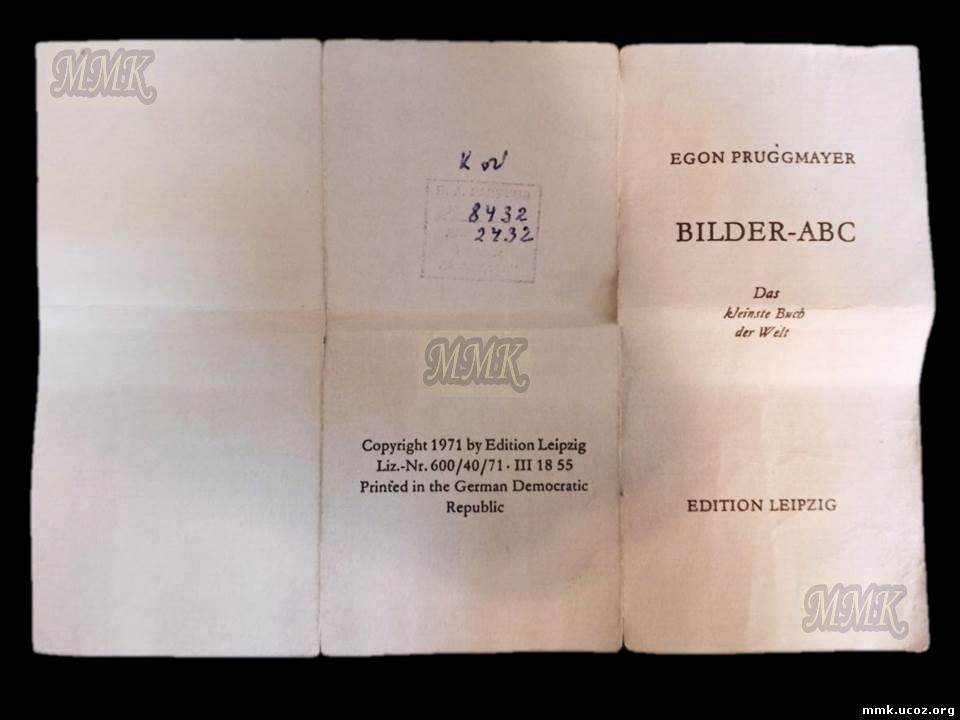 MMK
K
8432
2432
MMK
Copyright 1971 by Edition Leipzig
Liz.-Nr. 600/40/71 · III 18 55
Printed in the German Democratic
Republic
EGON PRUGGMAYER
BILDER-ABC
Das
kleinste Buch
der Welt
EDITION LEIPZIG
MMK
mmk.ucoz.org